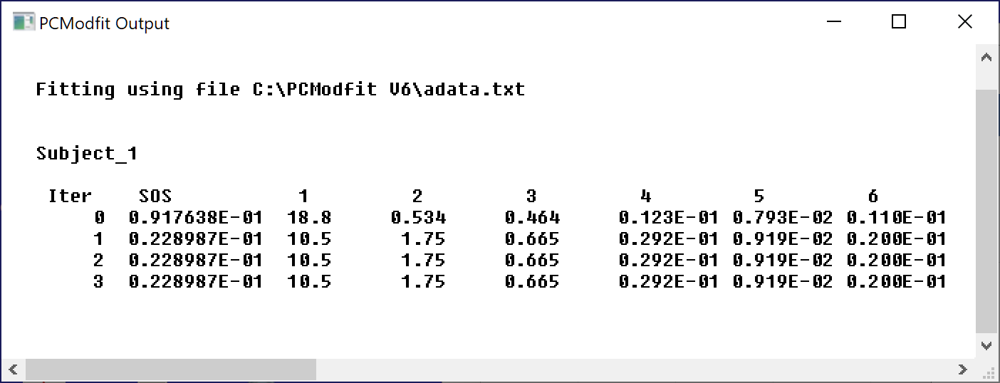 PCModfit Output
Fitting using file C:\PCModfit V6\adata.txt
Subject_1
Iter SOS 1 2 3 4 5 6
0 0.917638E-01 18.8 0.534 0.464 0.123E-01 0.793E-02 0.110E-01
1 0.228987E-01 10.5 1.75 0.665 0.292E-01 0.919E-02 0.200E-01
2 0.228987E-01 10.5 1.75 0.665 0.292E-01 0.919E-02 0.200E-01
3 0.228987E-01 10.5 1.75 0.665 0.292E-01 0.919E-02 0.200E-01